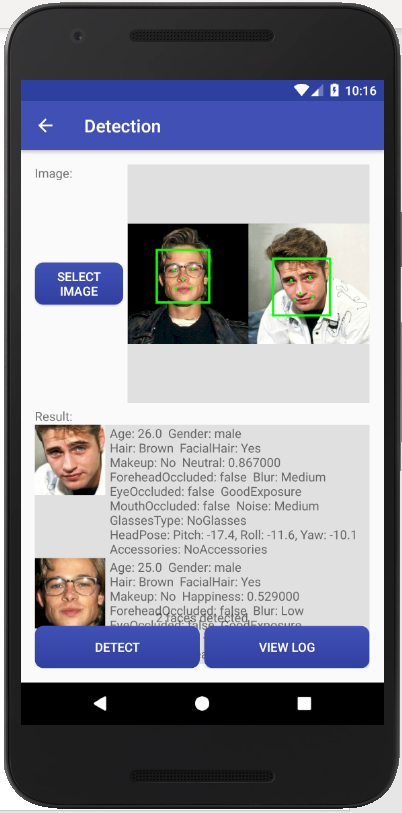 10:16
Detection
Image:
SELECT
IMAGE
Result:
Age: 26.0  Gender: male
Hair: Brown  FacialHair: Yes
Makeup: No  Neutral: 0.867000
ForeheadOccluded: false  Blur: Medium
EyeOccluded: false  GoodExposure
MouthOccluded: false  Noise: Medium
GlassesType: NoGlasses
HeadPose: Pitch: -17.4, Roll: -11.6, Yaw: -10.1
Accessories: NoAccessories
Age: 25.0  Gender: male
Hair: Brown  FacialHair: Yes
Makeup: No  Happiness: 0.529000
ForeheadOccluded: false  Blur: Low
2 faces detected
EyeOccluded: false  GoodExposure
DETECT
VIEW LOG